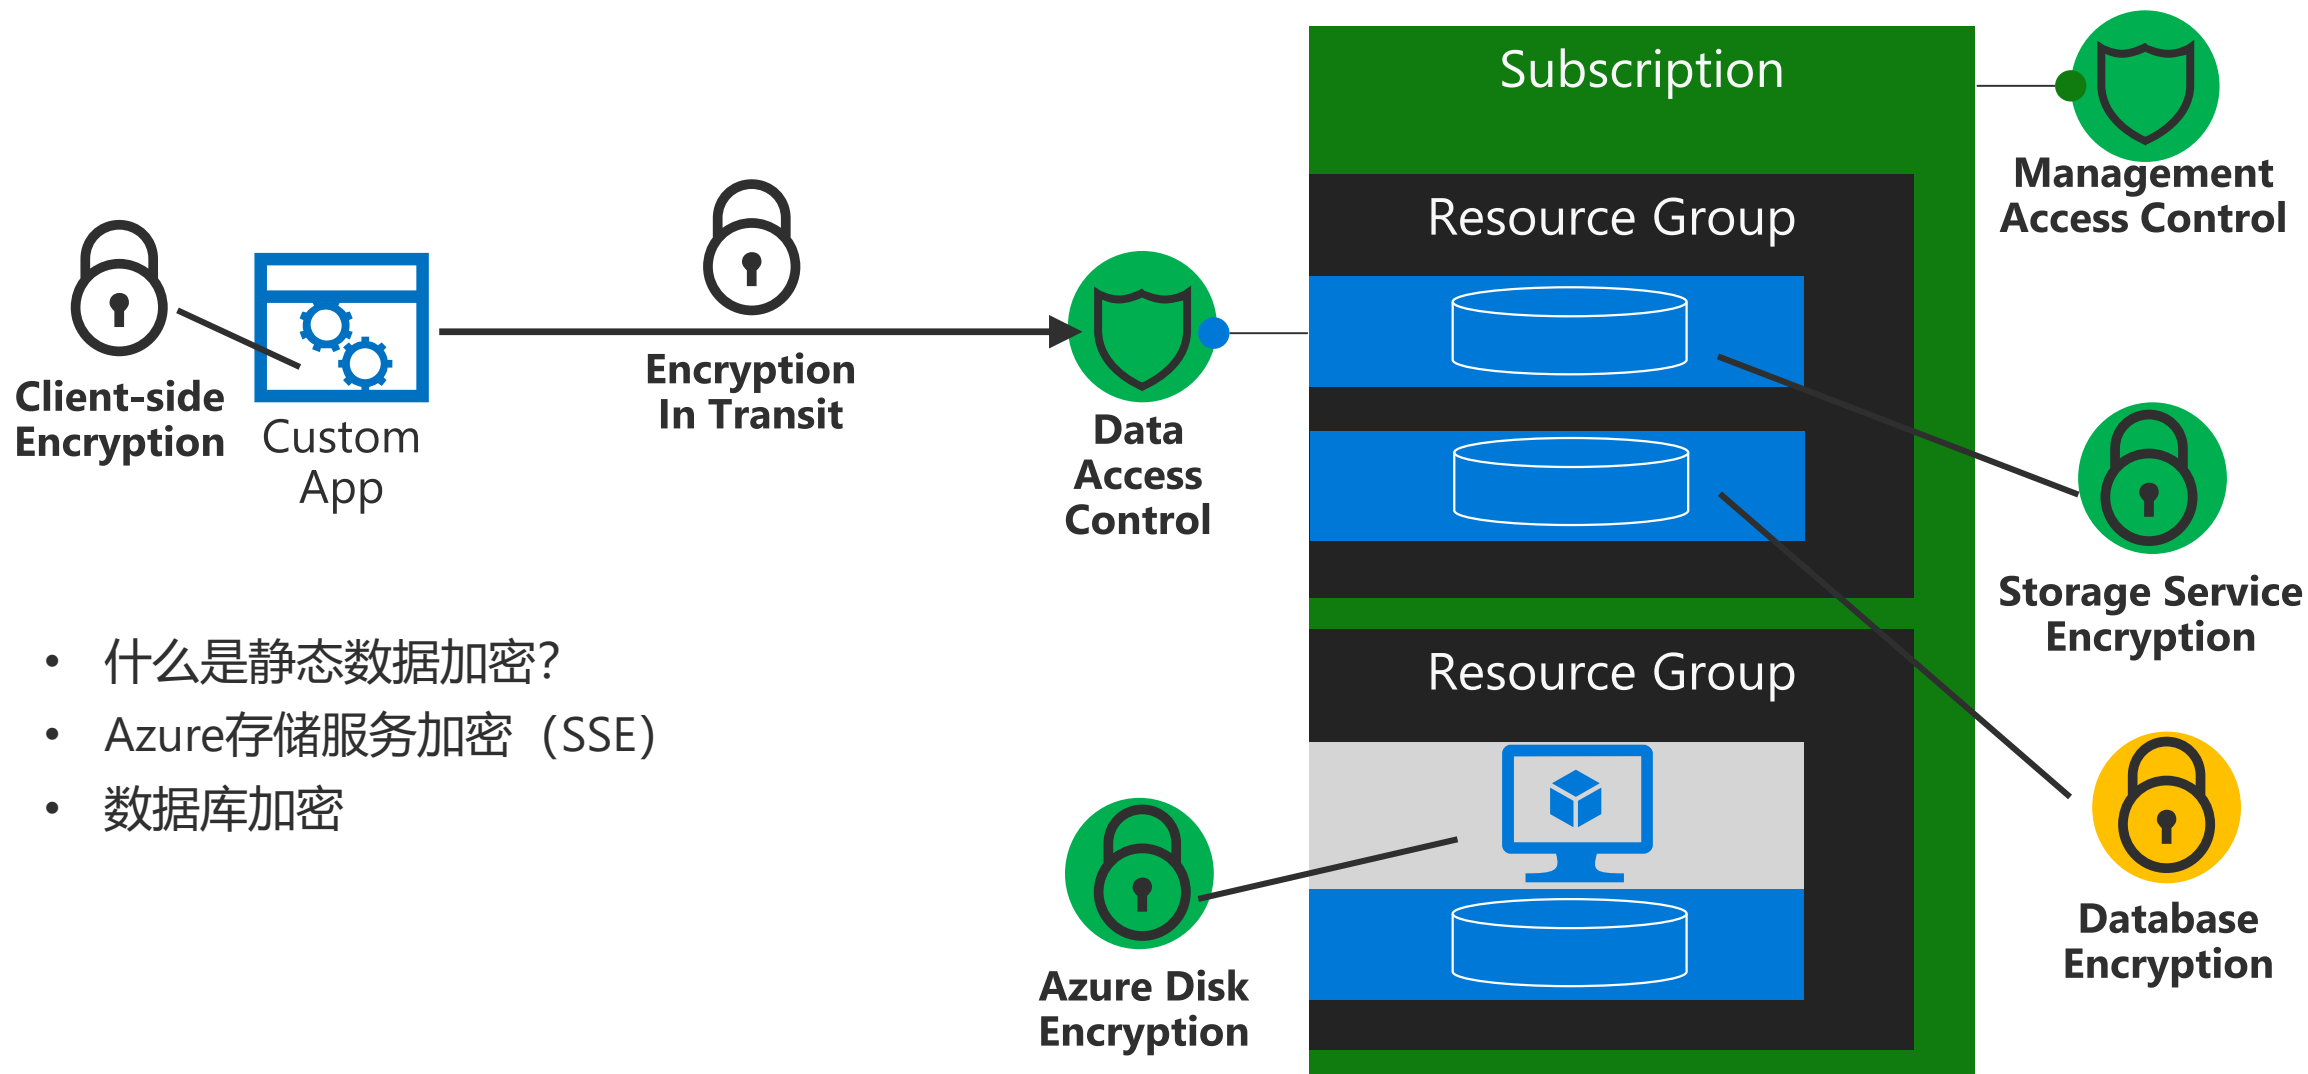 Subscription
Management
Access Control
Resource Group
Client-side
Encryption
Custom
App
Encryption
In Transit
Data
Access
Control
Storage Service
Encryption
• 什么是静态数据加密？
• Azure存储服务加密（SSE）
• 数据库加密
Resource Group
Database
Encryption
Azure Disk
Encryption